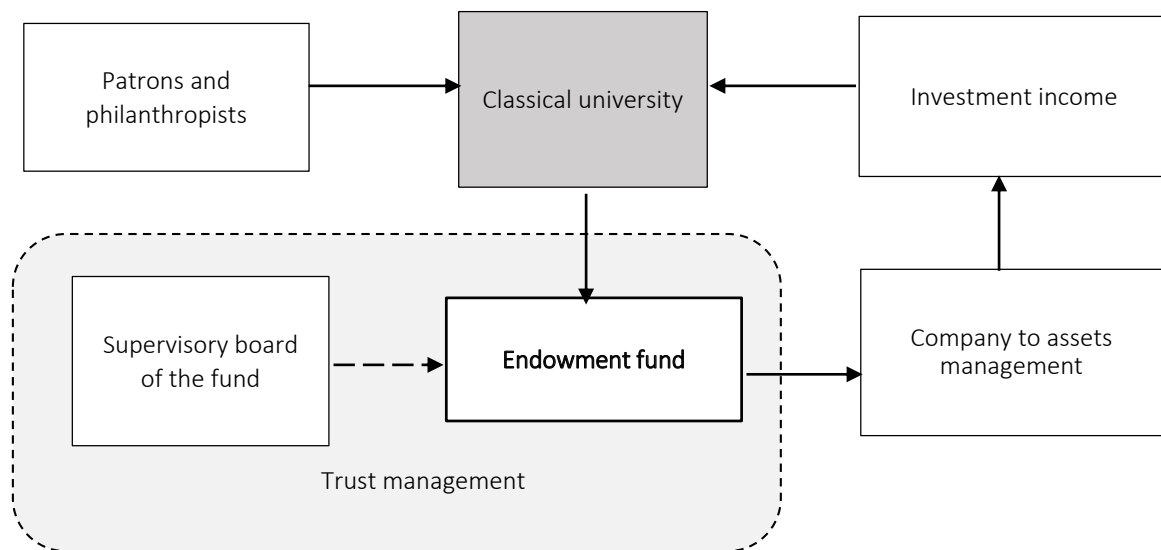 Patrons and
philanthropists
Classical university
Investment income
Supervisory board
of the fund
Endowment fund
Company to assets
management
Trust management